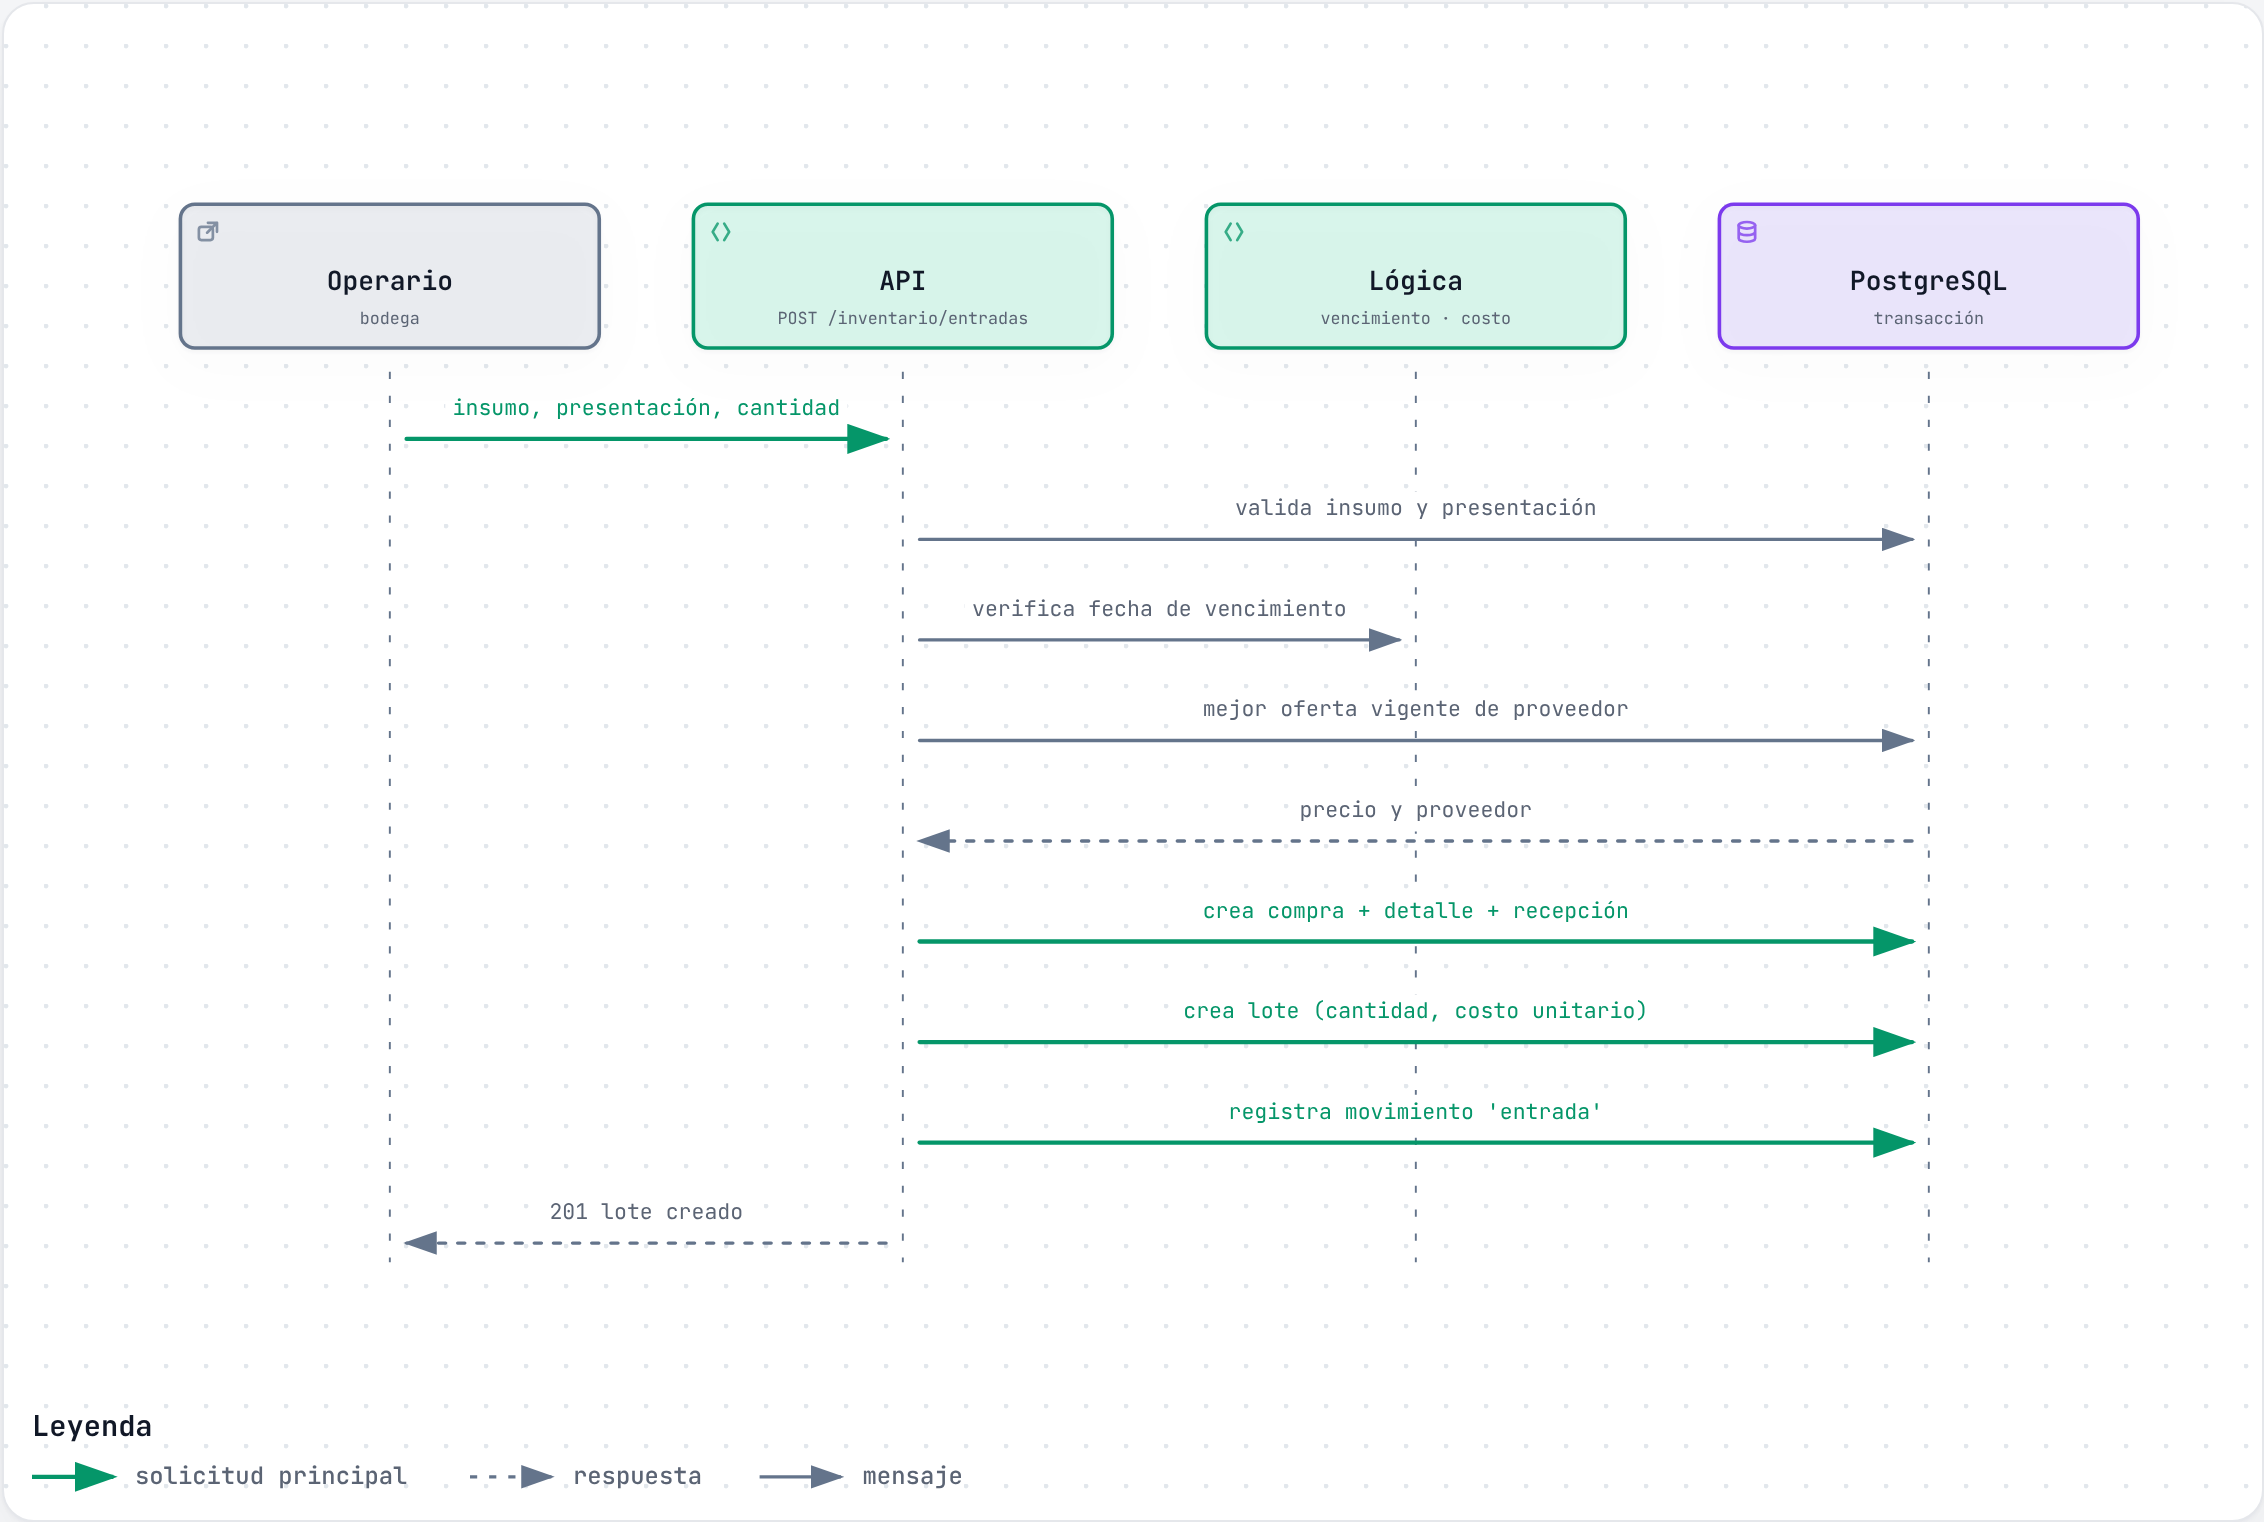 Operario
bodega
API
POST /inventario/entradas
Lógica
vencimiento · costo
PostgreSQL
transacción
insumo, presentación, cantidad
valida insumo y presentación
verifica fecha de vencimiento
mejor oferta vigente de proveedor
precio y proveedor
crea compra + detalle + recepción
crea lote (cantidad, costo unitario)
registra movimiento 'entrada'
201 lote creado
Leyenda
solicitud principal
respuesta
mensaje